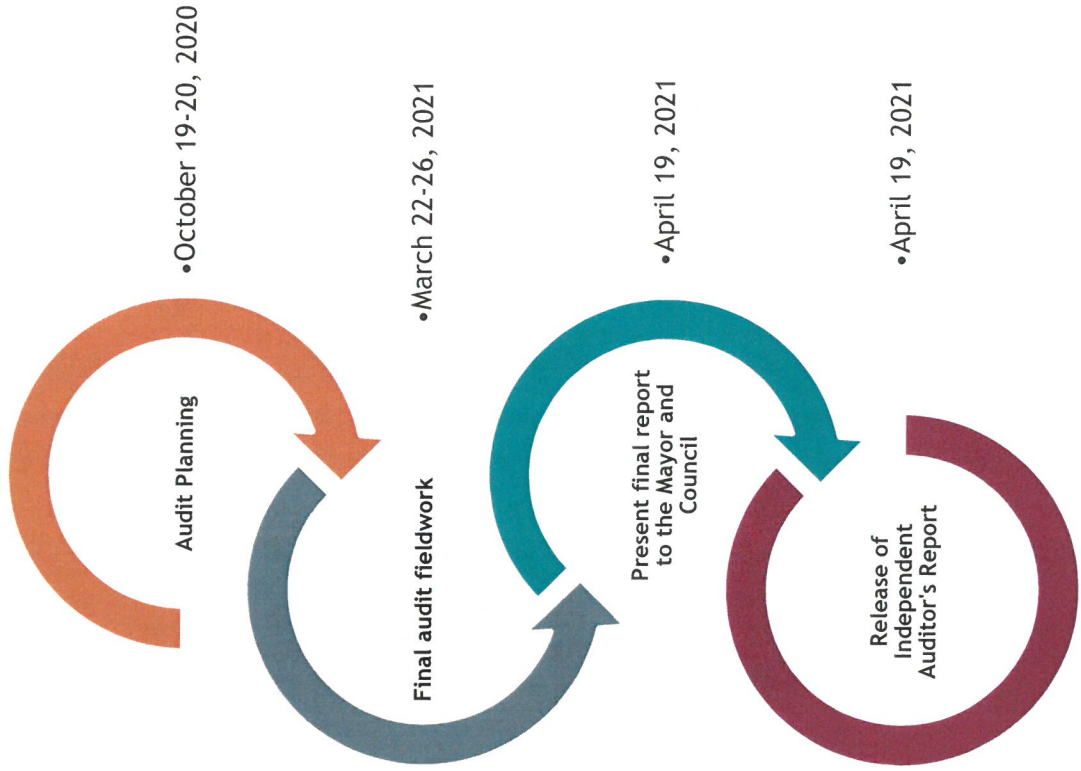 Audit Planning
•October 19-20, 2020
Final audit fieldwork
•March 22-26, 2021
Present final report
to the Mayor and
Council
•April 19, 2021
Release of
Independent
Auditor's Report
•April 19, 2021